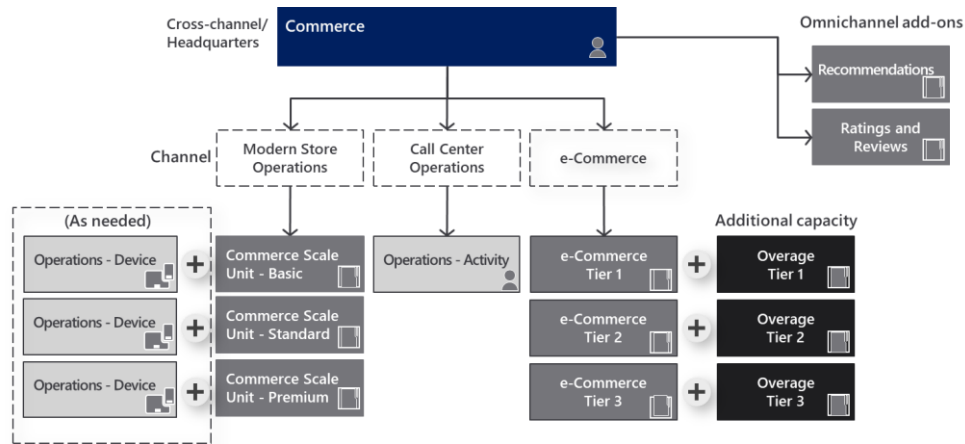 Cross-channel/
Headquarters
Commerce
Omnichannel add-ons
Recommendations
Ratings and
Reviews
Channel
Modern Store
Operations
Call Center
Operations
e-Commerce
(As needed)
Additional capacity
Operations - Device
+
Commerce Scale
Unit - Basic
Operations - Activity
e-Commerce
Tier 1
+
Overage
Tier 1
Operations - Device
+
Commerce Scale
Unit - Standard
e-Commerce
Tier 2
+
Overage
Tier 2
Operations - Device
+
Commerce Scale
Unit - Premium
e-Commerce
Tier 3
+
Overage
Tier 3